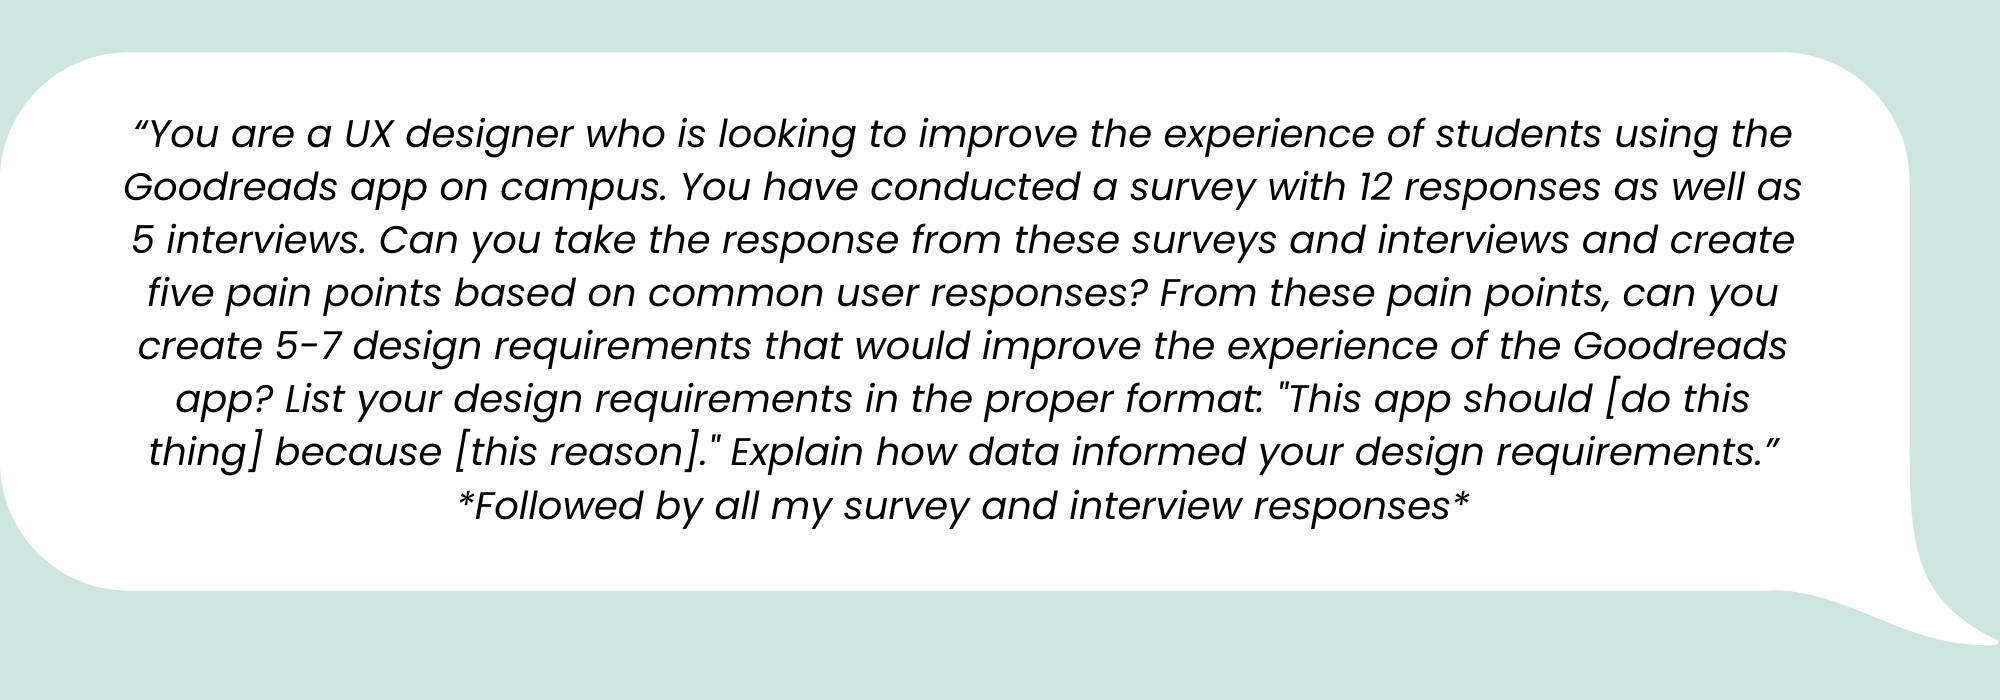 “You are a UX designer who is looking to improve the experience of students using the
Goodreads app on campus. You have conducted a survey with 12 responses as well as
5 interviews. Can you take the response from these surveys and interviews and create
five pain points based on common user responses? From these pain points, can you
create 5-7 design requirements that would improve the experience of the Goodreads
app? List your design requirements in the proper format: "This app should [do this
thing] because [this reason]." Explain how data informed your design requirements.”
*Followed by all my survey and interview responses*